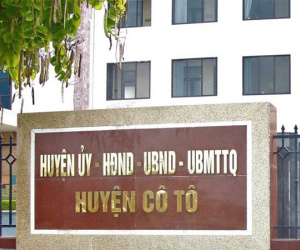 HUYỆN ỦY - HĐND - UBND - UBMTTQ
HUYỆN CÔ TÔ